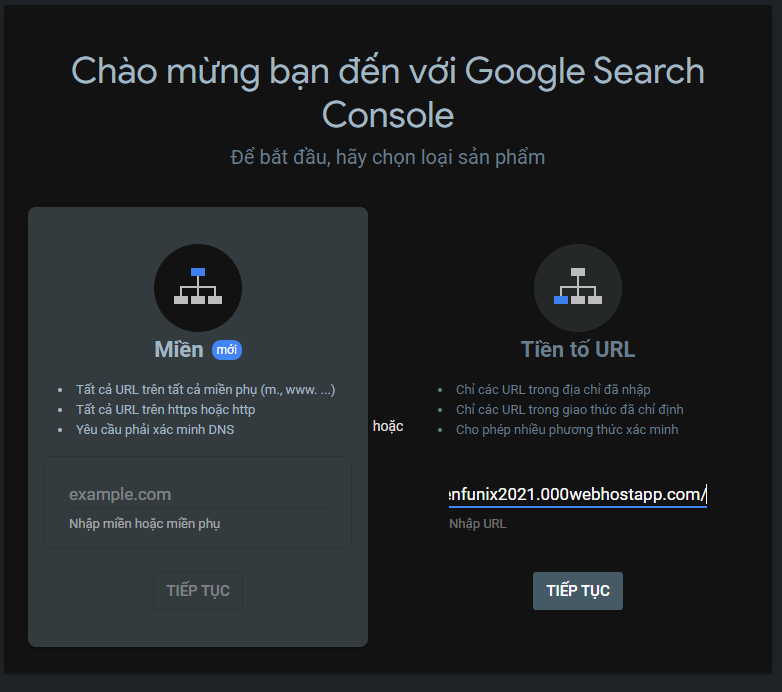 Chào mừng bạn đến với Google Search
Console
Để bắt đầu, hãy chọn loại sản phẩm
Miền mới
Tất cả URL trên tất cả miền phụ (m., www. ...)
Tất cả URL trên https hoặc http
Yêu cầu phải xác minh DNS
example.com
Nhập miền hoặc miền phụ
TIẾP TỤC
hoặc
Tiền tố URL
Chỉ các URL trong địa chỉ đã nhập
Chỉ các URL trong giao thức đã chỉ định
Cho phép nhiều phương thức xác minh
enfunix2021.000webhostapp.com/
Nhập URL
TIẾP TỤC